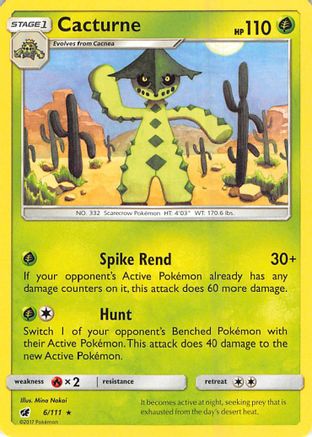 STAGE 1 Cacturne HP 110
Evolves from Cacnea
NO. 332 Scarecrow Pokémon HT: 4'03" WT: 170.6 lbs.
Spike Rend 30+
If your opponent's Active Pokémon already has any
damage counters on it, this attack does 60 more damage.
Hunt
Switch 1 of your opponent's Benched Pokémon with
their Active Pokémon. This attack does 40 damage to
the new Active Pokémon.
weakness ×2 resistance retreat
Illus. Mina Nakai
6/111 ★
©2017 Pokémon
It becomes active at night, seeking prey that is
exhausted from the day's desert heat.